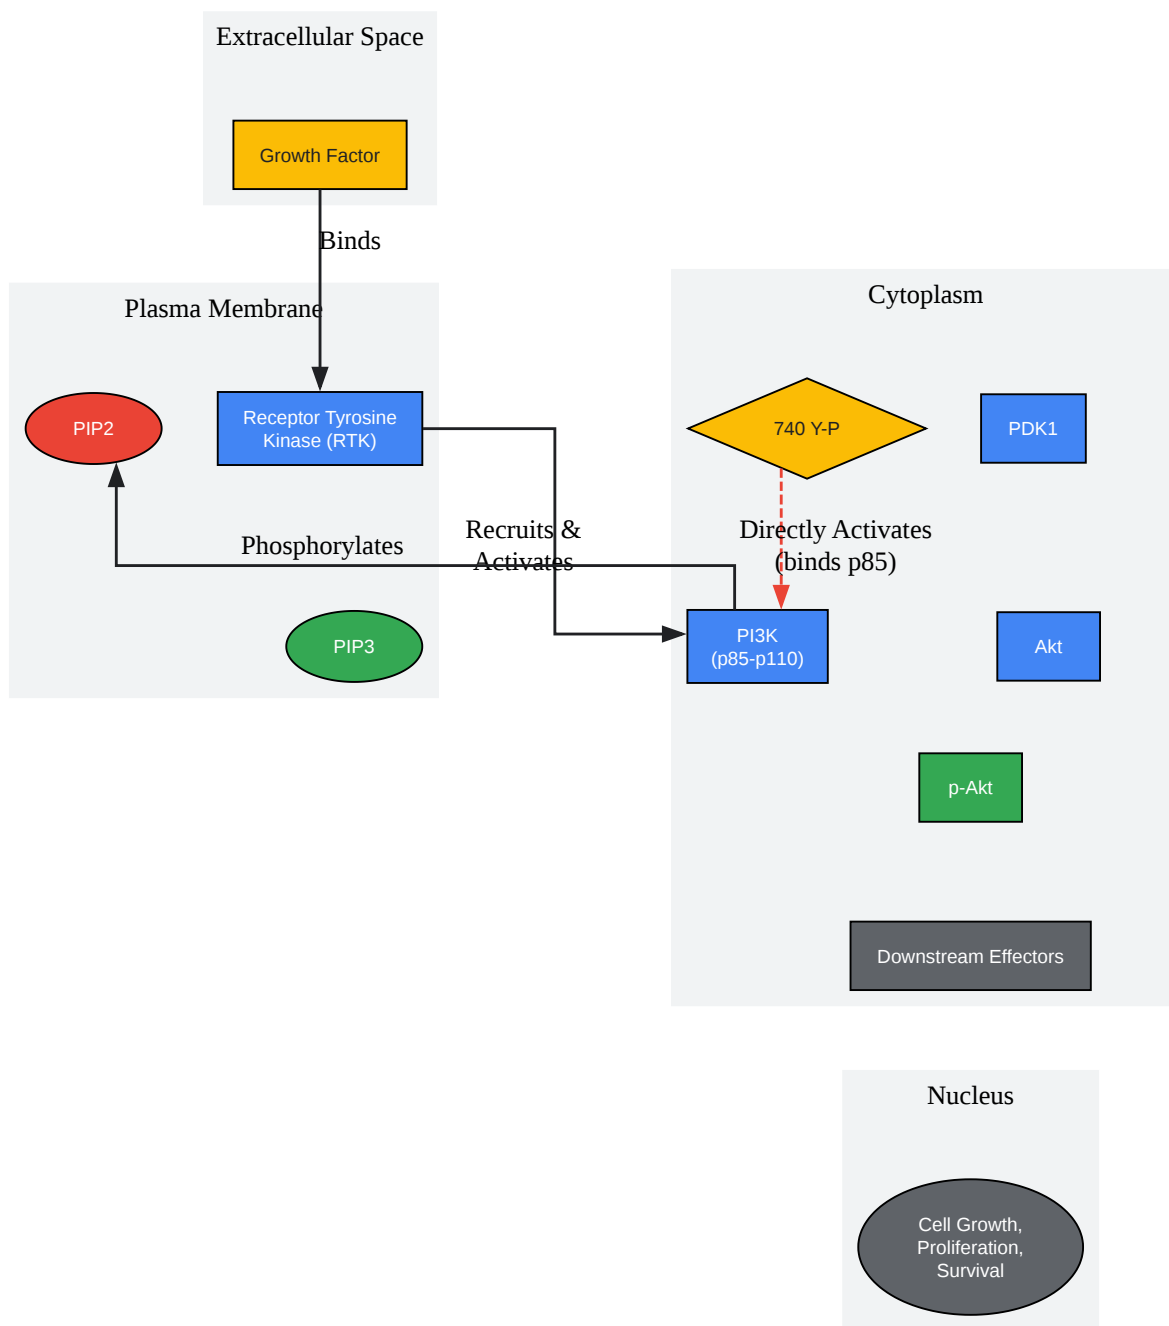 Extracellular Space
Growth Factor
Binds
Plasma Membrane
PIP2
Receptor Tyrosine
Kinase (RTK)
Phosphorylates
PIP3
Recruits &
Activates
Cytoplasm
740 Y-P
PDK1
Directly Activates
(binds p85)
PI3K
(p85-p110)
Akt
p-Akt
Downstream Effectors
Nucleus
Cell Growth,
Proliferation,
Survival